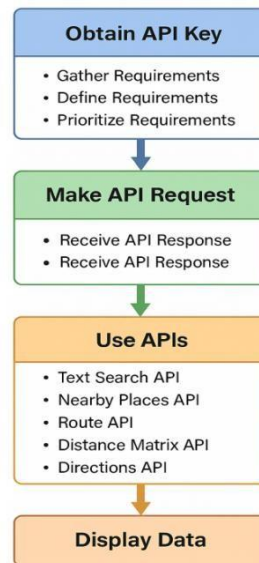 Obtain API Key
• Gather Requirements
• Define Requirements
• Prioritize Requirements
Make API Request
• Receive API Response
• Receive API Response
Use APIs
• Text Search API
• Nearby Places API
• Route API
• Distance Matrix API
• Directions API
Display Data